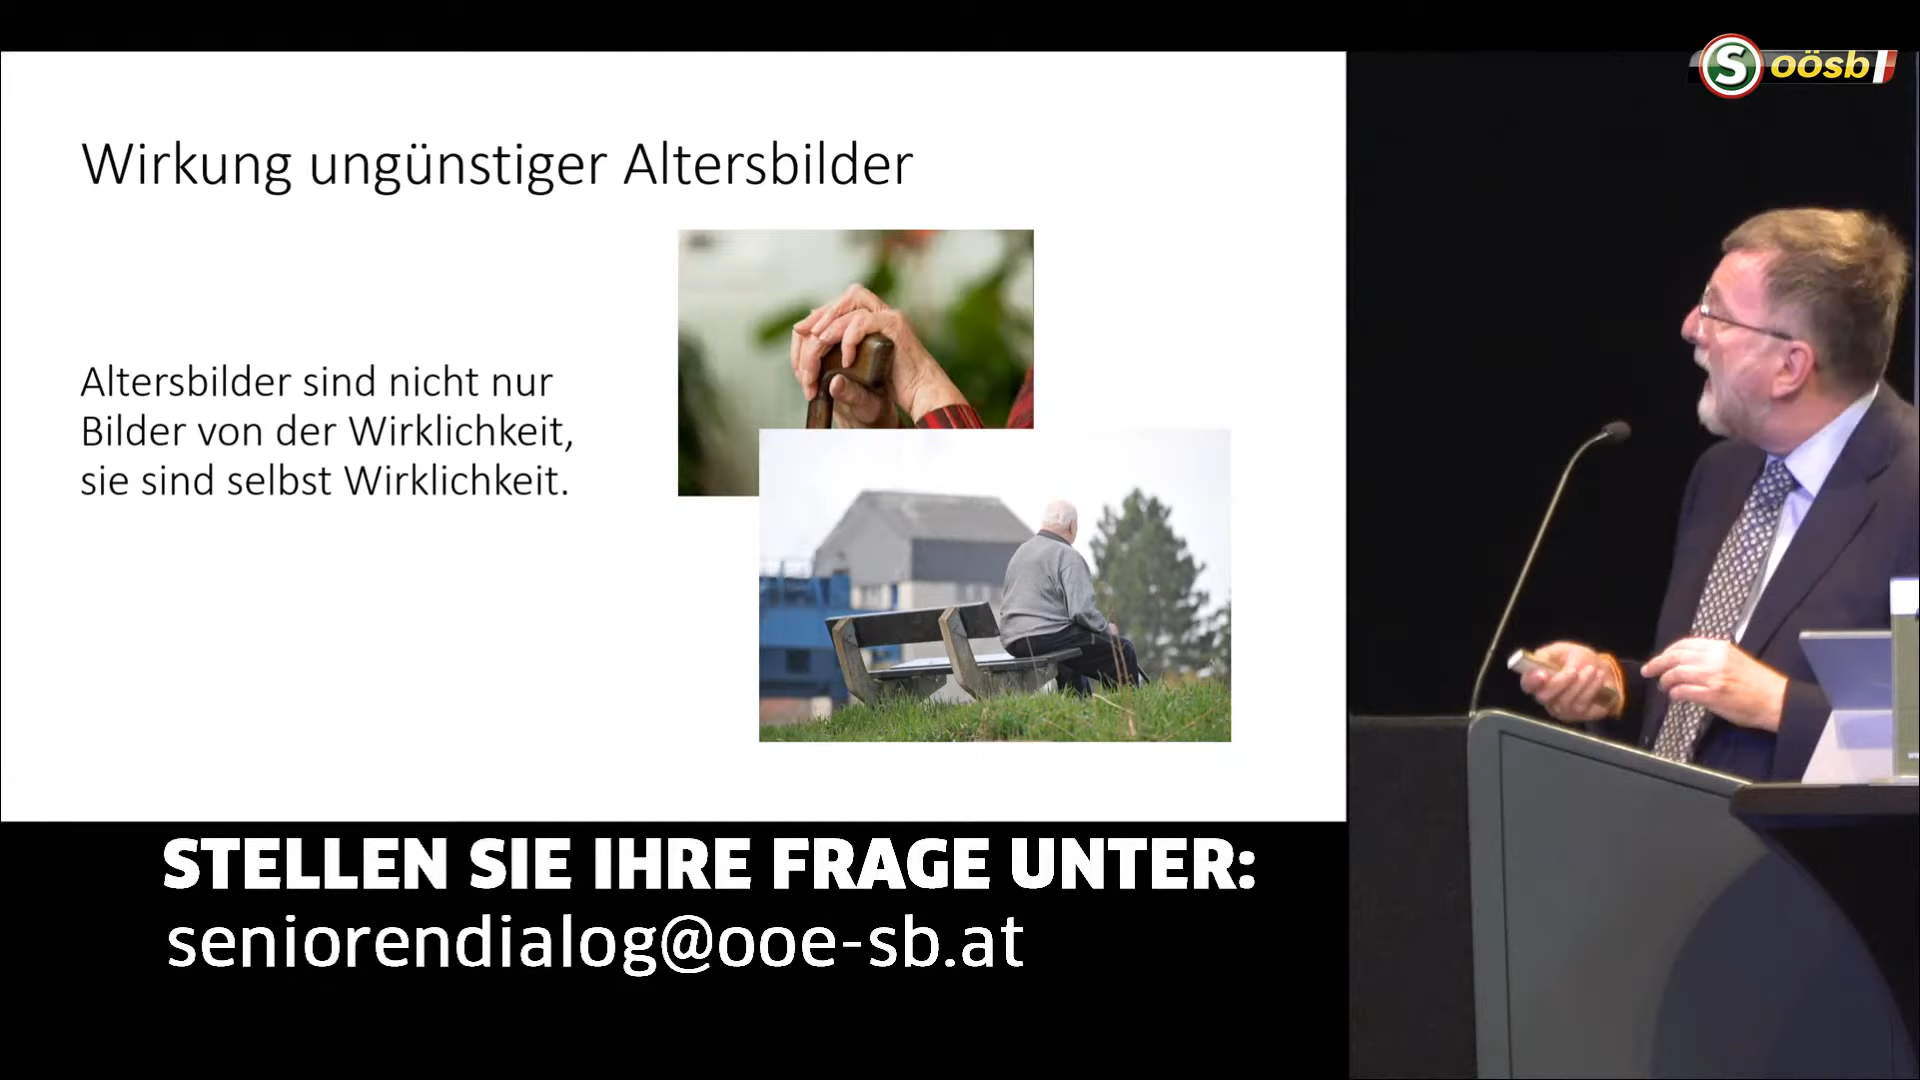 S oösb
Wirkung ungünstiger Altersbilder
Altersbilder sind nicht nur
Bilder von der Wirklichkeit,
sie sind selbst Wirklichkeit.
STELLEN SIE IHRE FRAGE UNTER:
seniorendialog@ooe-sb.at